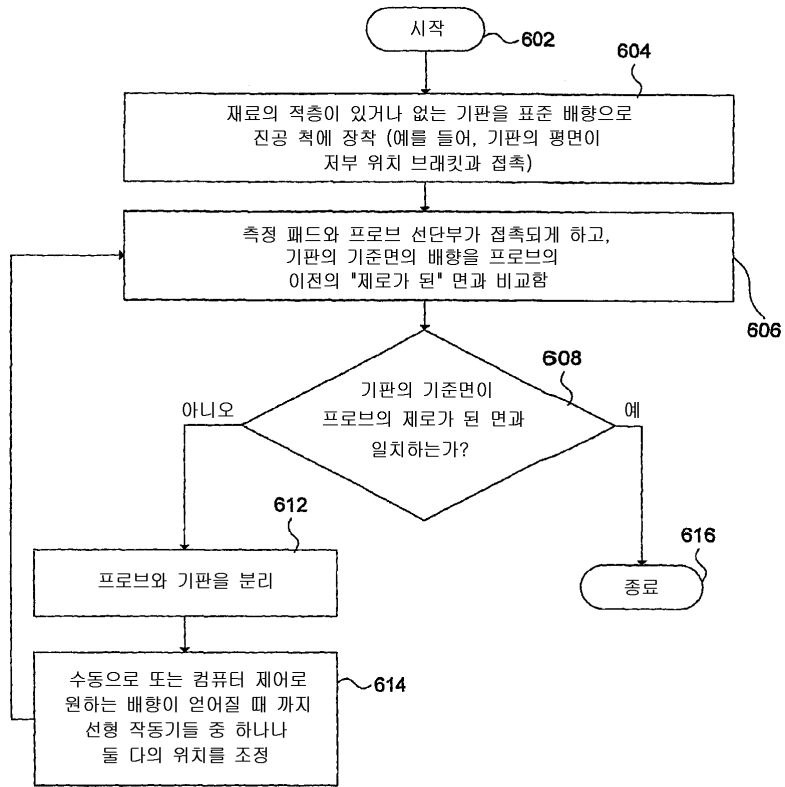 시작
602
604
재료의 적층이 있거나 없는 기판을 표준 배향으로
진공 척에 장착 (예를 들어, 기판의 평면이
저부 위치 브래킷과 접촉)
측정 패드와 프로브 선단부가 접촉되게 하고,
기판의 기준면의 배향을 프로브의
이전의 "제로가 된" 면과 비교함
606
608
기판의 기준면이
프로브의 제로가 된 면과
일치하는가?
아니오
예
612
프로브와 기판을 분리
616
종료
수동으로 또는 컴퓨터 제어로
원하는 배향이 얻어질 때 까지
선형 작동기들 중 하나나
둘 다의 위치를 조정
614